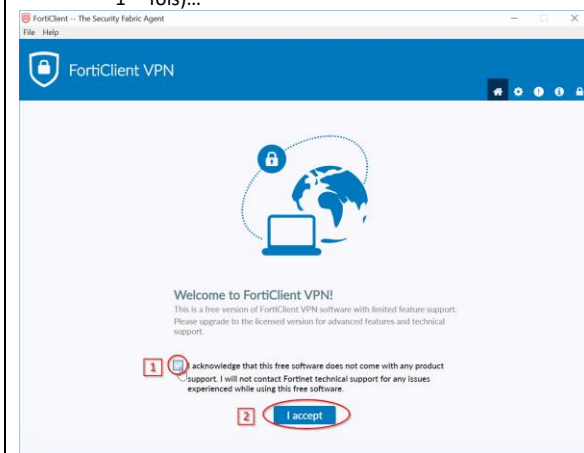 1    fois)...
FortiClient -- The Security Fabric Agent
File Help
FortiClient VPN
Welcome to FortiClient VPN!
This is a free version of FortiClient VPN software with limited feature support.
Please upgrade to the licensed version for advanced features and technical
support.
1 I acknowledge that this free software does not come with any product
support. I will not contact Fortinet technical support for any issues
experienced while using this free software.
2 I accept